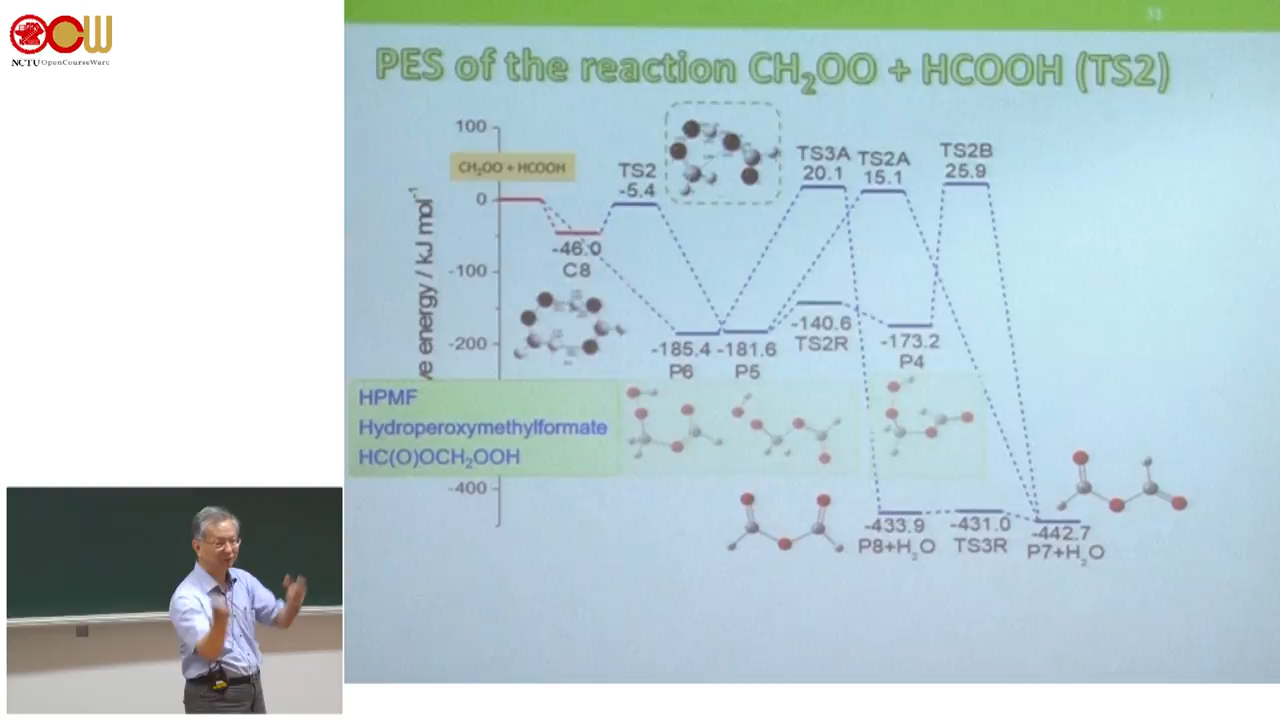 OCW
NCTU OpenCourseWare
31
PES of the reaction CH₂OO + HCOOH (TS2)
100
0
-100
-200
-400
ve energy / kJ mol⁻¹
CH₂OO + HCOOH
-46.0
C8
TS2
-5.4
TS3A
20.1
TS2A
15.1
TS2B
25.9
-185.4
P6
-181.6
P5
-140.6
TS2R
-173.2
P4
HPMF
Hydroperoxymethylformate
HC(O)OCH₂OOH
-433.9
P8+H₂O
-431.0
TS3R
-442.7
P7+H₂O